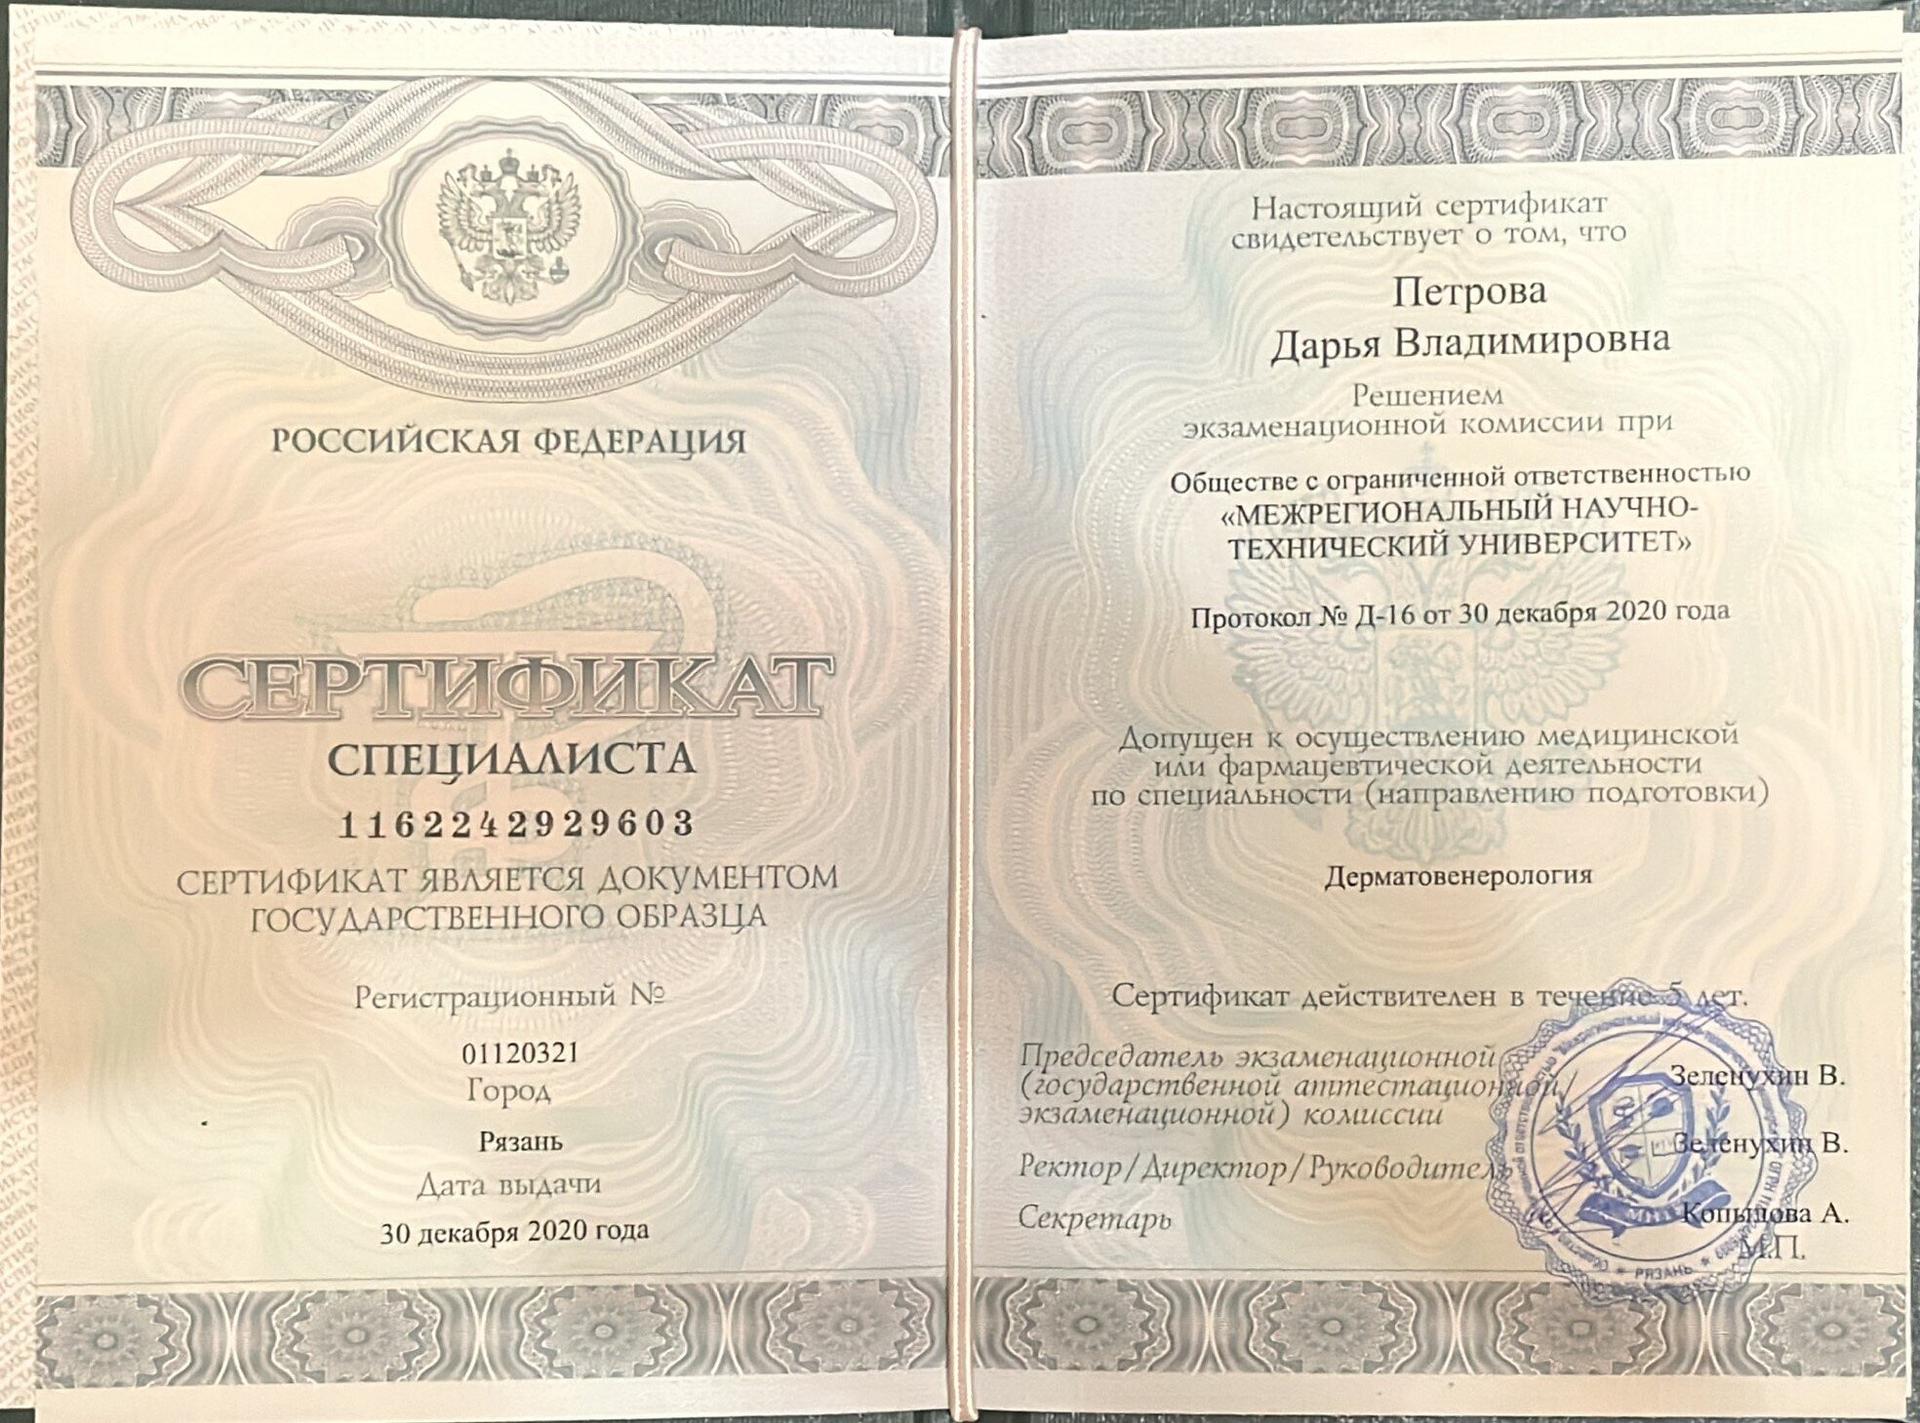 РОССИЙСКАЯ ФЕДЕРАЦИЯ
СЕРТИФИКАТ
СПЕЦИАЛИСТА
1162242929603
СЕРТИФИКАТ ЯВЛЯЕТСЯ ДОКУМЕНТОМ
ГОСУДАРСТВЕННОГО ОБРАЗЦА
Регистрационный №
01120321
Город
Рязань
Дата выдачи
30 декабря 2020 года
Настоящий сертификат
свидетельствует о том, что
Петрова
Дарья Владимировна
Решением
экзаменационной комиссии при
Обществе с ограниченной ответственностью
«МЕЖРЕГИОНАЛЬНЫЙ НАУЧНО-
ТЕХНИЧЕСКИЙ УНИВЕРСИТЕТ»
Протокол № Д-16 от 30 декабря 2020 года
Допущен к осуществлению медицинской
или фармацевтической деятельности
по специальности (направлению подготовки)
Дерматовенерология
Сертификат действителен в течение 5 лет.
Председатель экзаменационной
(государственной аттестационной/
экзаменационной) комиссии
Зеленухин В.
Ректор/Директор/Руководитель
Зеленухин В.
Секретарь
Копылова А.
М.П.
РЯЗАНЬ